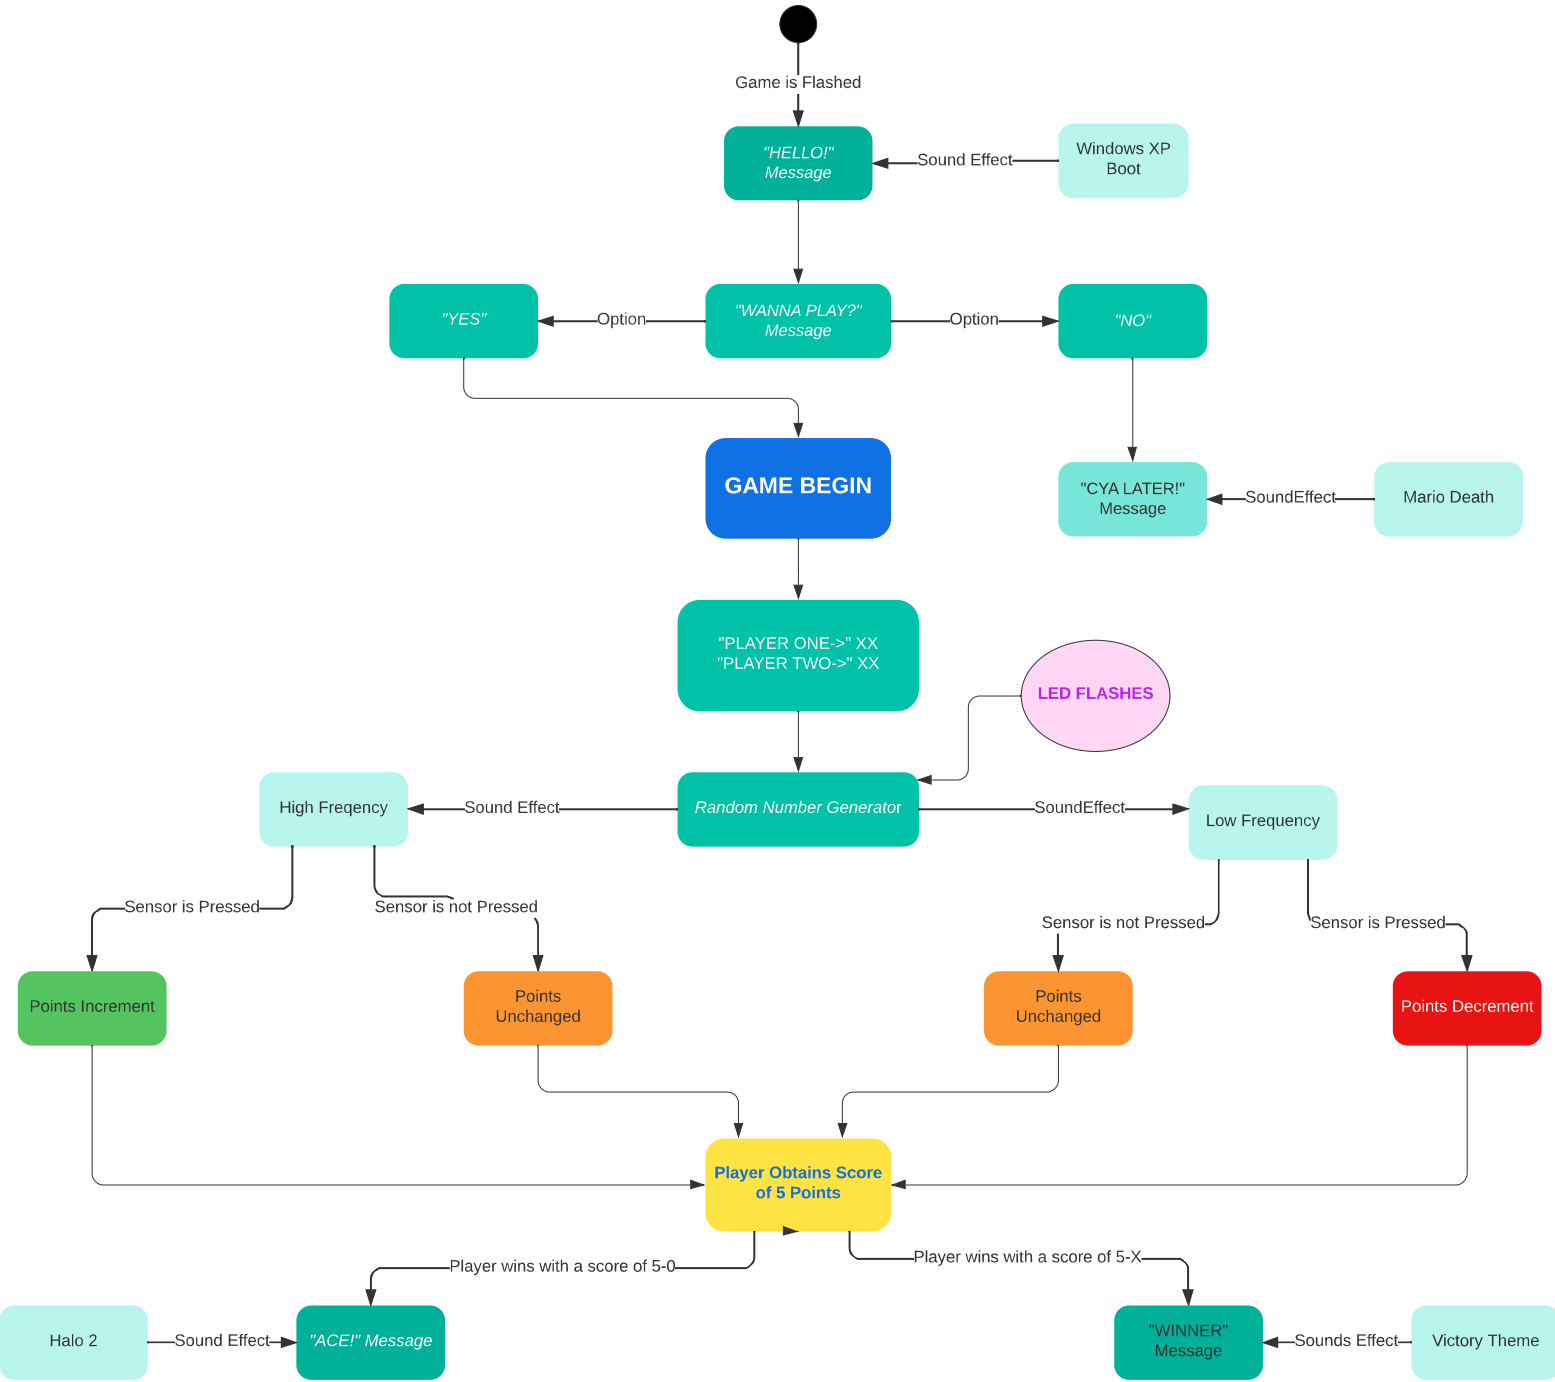 Game is Flashed
"HELLO!"
Message
Sound Effect
Windows XP
Boot
"YES"
Option
"WANNA PLAY?"
Message
Option
"NO"
GAME BEGIN
"CYA LATER!"
Message
SoundEffect
Mario Death
"PLAYER ONE->" XX
"PLAYER TWO->" XX
LED FLASHES
High Freqency
Sound Effect
Random Number Generator
SoundEffect
Low Frequency
Sensor is Pressed
Sensor is not Pressed
Sensor is not Pressed
Sensor is Pressed
Points Increment
Points
Unchanged
Points
Unchanged
Points Decrement
Player Obtains Score
of 5 Points
Player wins with a score of 5-0
Player wins with a score of 5-X
Halo 2
Sound Effect
"ACE!" Message
"WINNER"
Message
Sounds Effect
Victory Theme